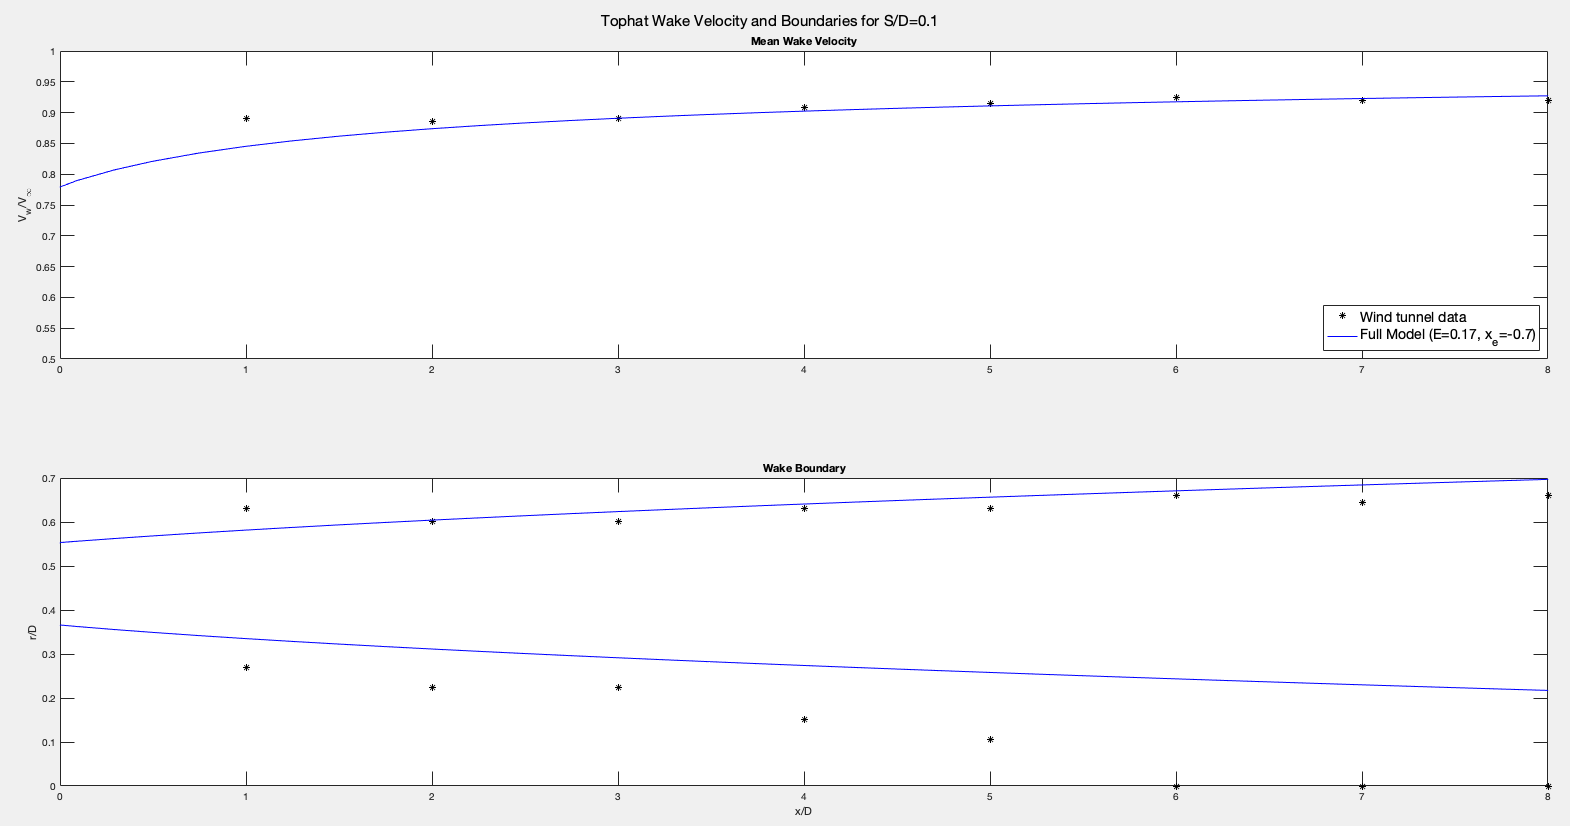 Tophat Wake Velocity and Boundaries for S/D=0.1
Mean Wake Velocity
1
0.95
0.9
0.85
0.8
0.75
0.7
0.65
0.6
0.55
0.5
V_w/V_∞
0 1 2 3 4 5 6 7 8
Wind tunnel data
Full Model (E=0.17, x_e=-0.7)
Wake Boundary
0.7
0.6
0.5
0.4
0.3
0.2
0.1
0
r/D
0 1 2 3 4 5 6 7 8
x/D